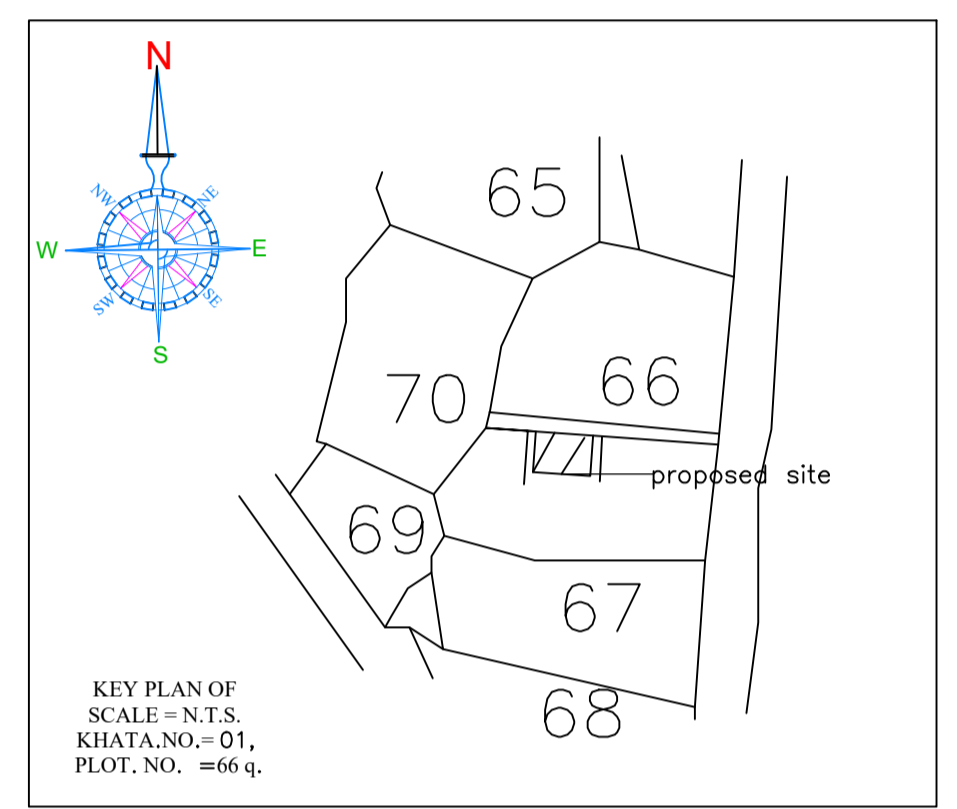 N
NW
NE
W
E
SW
SE
S
65
66
70
proposed site
69
67
68
KEY PLAN OF
SCALE = N.T.S.
KHATA.NO.= 01,
PLOT. NO. =66 q.